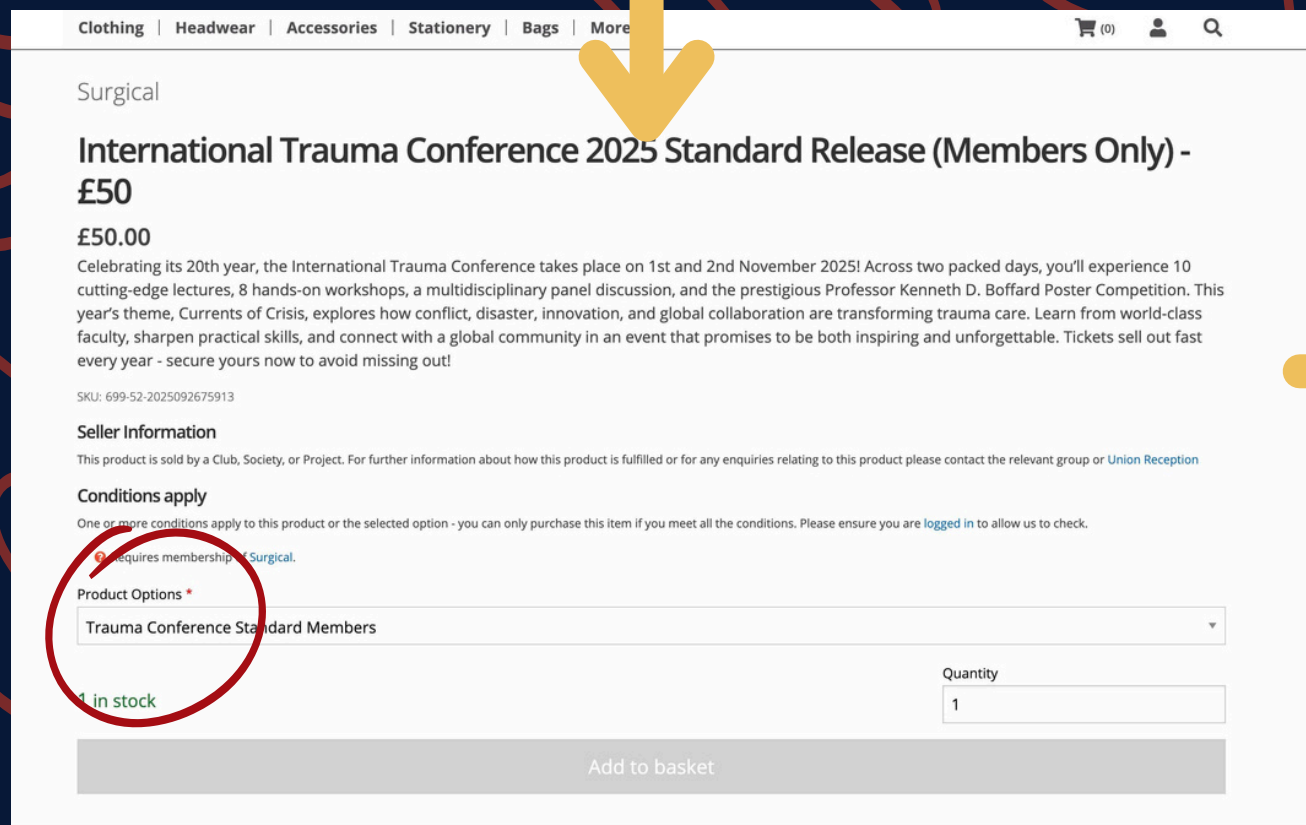 Clothing | Headwear | Accessories | Stationery | Bags | More (0)
Surgical
International Trauma Conference 2025 Standard Release (Members Only) -
£50
£50.00
Celebrating its 20th year, the International Trauma Conference takes place on 1st and 2nd November 2025! Across two packed days, you'll experience 10
cutting-edge lectures, 8 hands-on workshops, a multidisciplinary panel discussion, and the prestigious Professor Kenneth D. Boffard Poster Competition. This
year's theme, Currents of Crisis, explores how conflict, disaster, innovation, and global collaboration are transforming trauma care. Learn from world-class
faculty, sharpen practical skills, and connect with a global community in an event that promises to be both inspiring and unforgettable. Tickets sell out fast
every year - secure yours now to avoid missing out!
SKU: 699-52-2025092675913
Seller Information
This product is sold by a Club, Society, or Project. For further information about how this product is fulfilled or for any enquiries relating to this product please contact the relevant group or Union Reception
Conditions apply
One or more conditions apply to this product or the selected option - you can only purchase this item if you meet all the conditions. Please ensure you are logged in to allow us to check.
Requires membership of Surgical.
Product Options *
Trauma Conference Standard Members
Quantity
1 in stock
1
Add to basket